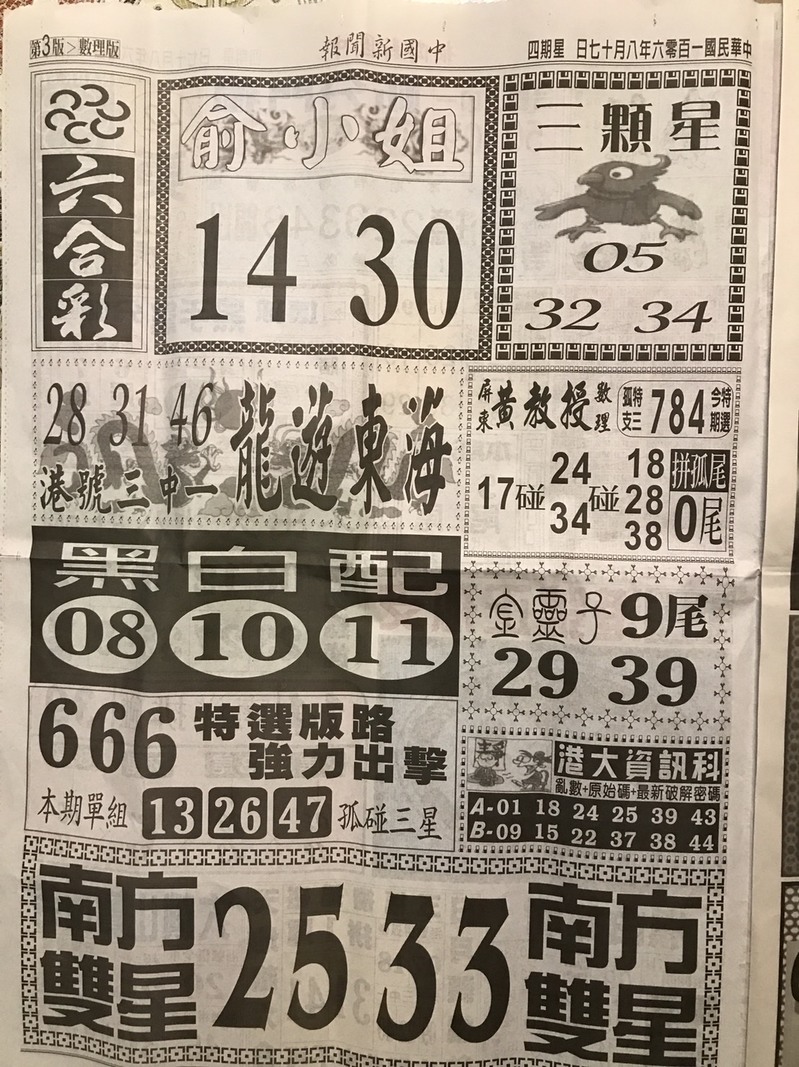 第3版＞數理版
報聞新國中
四期星 日七十月八年六零百一國民華中
六合彩
俞小姐
14 30
三顆星
05
32 34
28 31 46
港號三中一
龍遊東海
屏東黃教授數理
孤支特三 784 今期特選
17碰 24 34 碰 18 28 38
拼孤尾
0尾
黑白配
08 10 11
靈子 9尾
29 39
666 特選版路
強力出擊
本期單組 13 26 47 孤碰三星
港大資訊科
亂數+原始碼+最新破解密碼
A-01 18 24 25 39 43
B-09 15 22 37 38 44
南方雙星
25 33
南方雙星